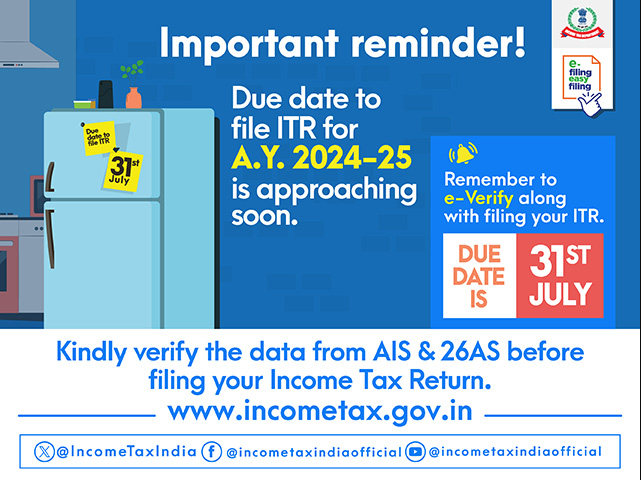 Important reminder!
e-
filing
easy
filing
Due date to
file ITR for
A.Y. 2024-25
is approaching
soon.
Due
date to
file ITR
31st
July
Remember to
e-Verify along
with filing your ITR.
DUE
DATE
IS
31ST
JULY
Kindly verify the data from AIS & 26AS before
filing your Income Tax Return.
www.incometax.gov.in
@IncomeTaxIndia @incometaxindiaofficial @incometaxindiaofficial